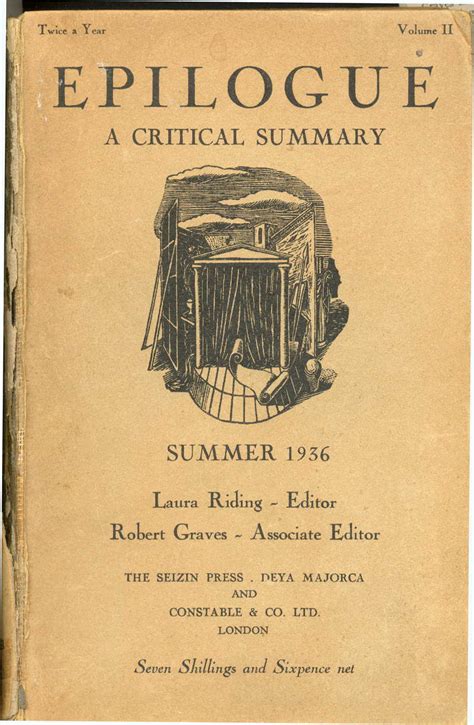 Twice a Year Volume II
EPILOGUE
A CRITICAL SUMMARY
SUMMER 1936
Laura Riding - Editor
Robert Graves - Associate Editor
THE SEIZIN PRESS . DEYA MAJORCA
AND
CONSTABLE & CO. LTD.
LONDON
Seven Shillings and Sixpence net